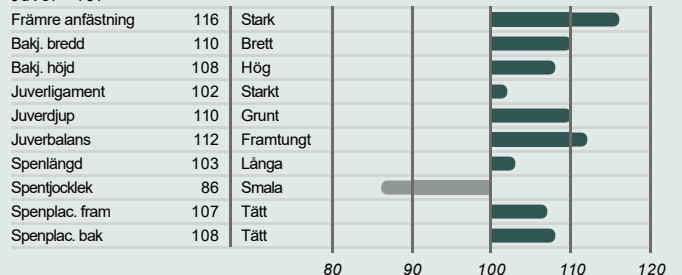 Främre anfästning 116 Stark
Bakj. bredd 110 Brett
Bakj. höjd 108 Hög
Juverligament 102 Starkt
Juverdjup 110 Grunt
Juverbalans 112 Framtungt
Spenlängd 103 Långa
Spentjocklek 86 Smala
Spenplac. fram 107 Tätt
Spenplac. bak 108 Tätt
80 90 100 110 120